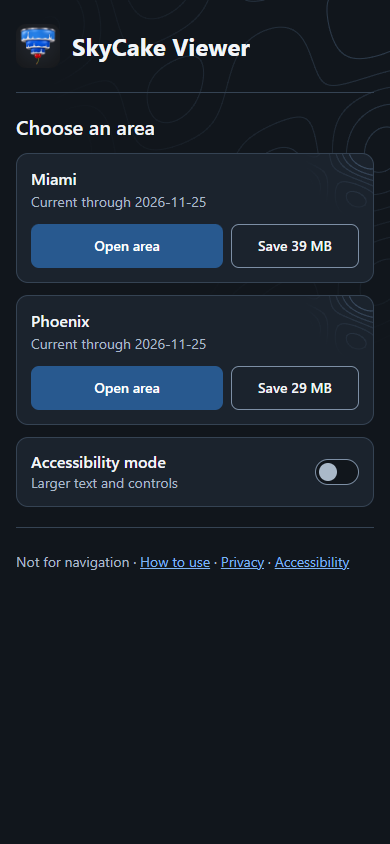 SkyCake Viewer
Choose an area
Miami
Current through 2026-11-25
Open area
Save 39 MB
Phoenix
Current through 2026-11-25
Open area
Save 29 MB
Accessibility mode
Larger text and controls
Not for navigation · How to use · Privacy · Accessibility